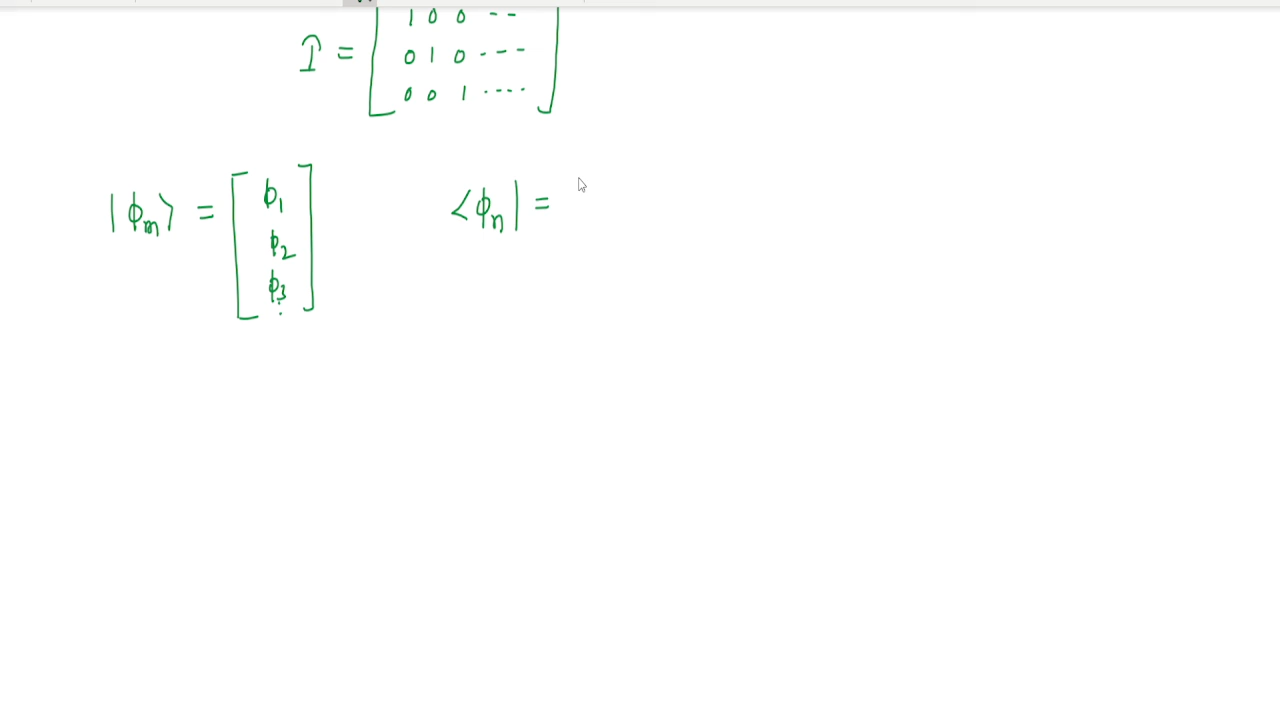 1 0 0 - -
I = 0 1 0 - - -
0 0 1 ....
|ϕm⟩ = [ϕ1 ϕ2 ϕ3 : ] ⟨ϕn| =